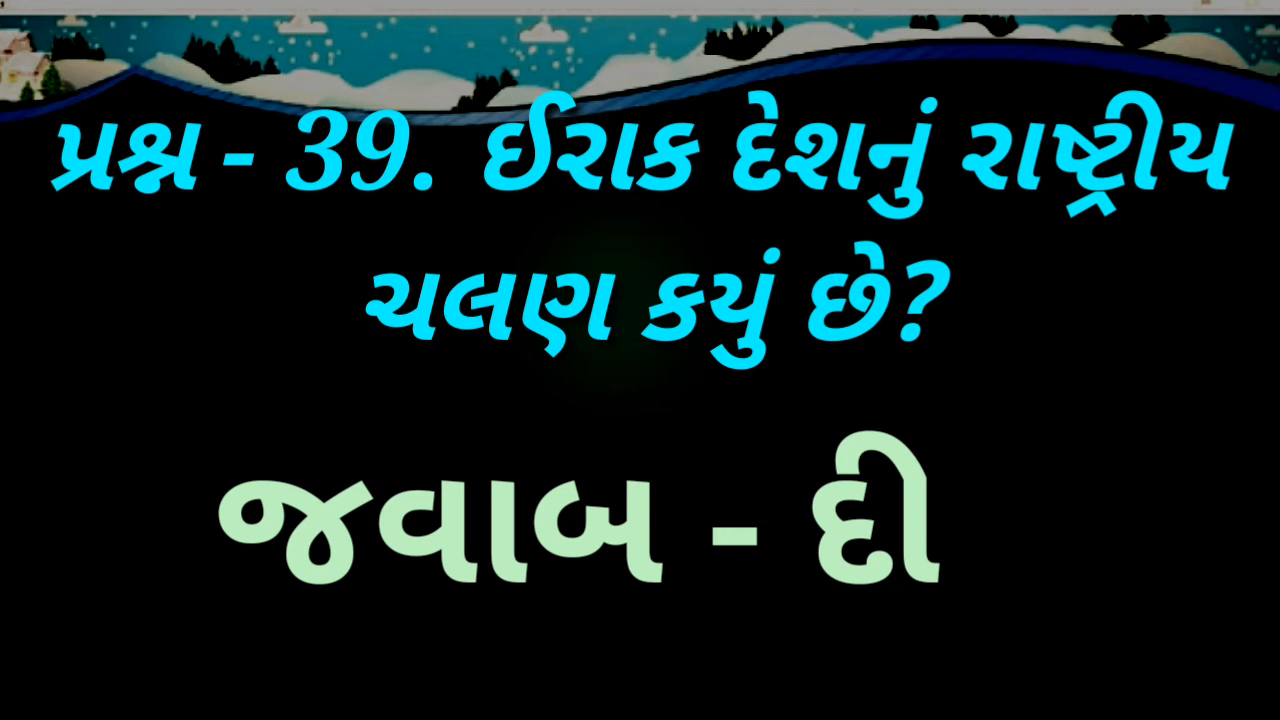 પ્રશ્ન - 39. ઈરાક દેશનું રાષ્ટ્રીય
ચલણ કયું છે?
જવાબ - દી